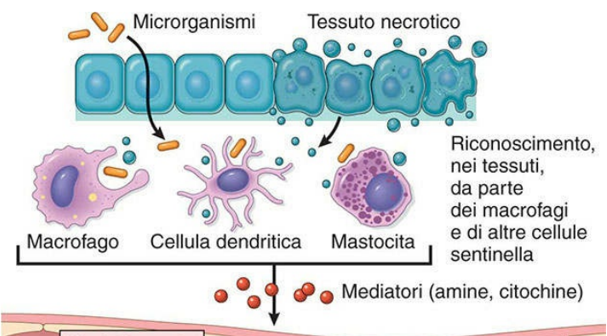 Microrganismi
Tessuto necrotico
Riconoscimento,
nei tessuti,
da parte
dei macrofagi
e di altre cellule
sentinella
Macrofago
Cellula dendritica
Mastocita
Mediatori (amine, citochine)